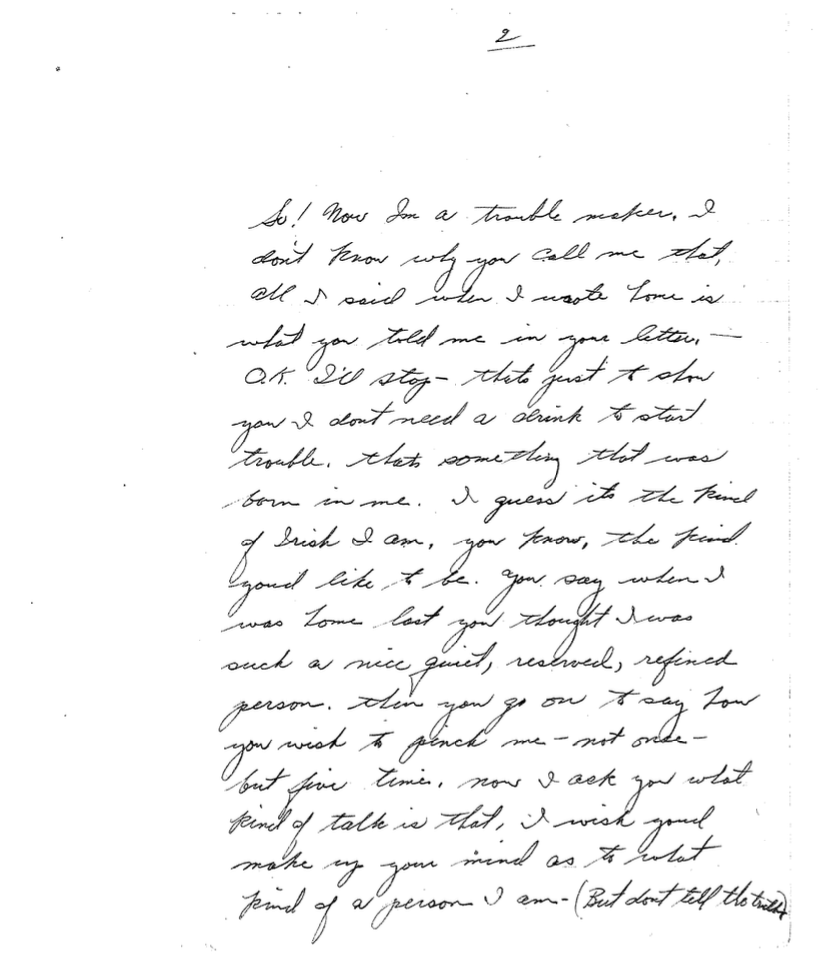 2
So! Now Im a trouble maker. I
don't know why you call me that,
all I said when I wrote home is
what you told me in your letter. —
O.K. I'll stop - thats just to show
you I dont need a drink to start
trouble. thats something that was
born in me. I guess its the kind
of Irish I am, you know, the kind
youd like to be. You say when I
was home last you thought I was
such a nice quiet, reserved, refined
person. then you go on to say how
you wish to pinch me - not once -
but five time. now I ask you what
kind of talk is that, I wish youd
make up your mind as to what
kind of a person I am - (But dont tell the truth)